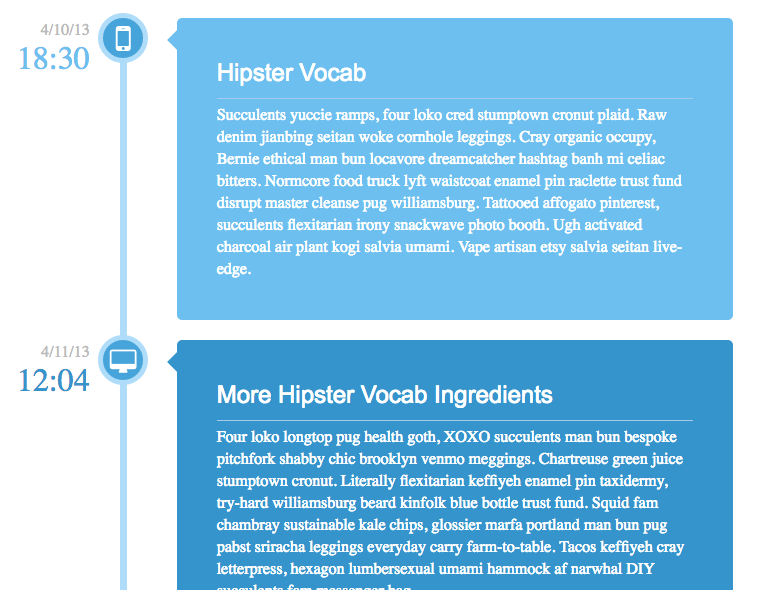 4/10/13
18:30
Hipster Vocab
Succulents yuccie ramps, four loko cred stumptown cronut plaid. Raw
denim jianbing seitan woke cornhole leggings. Cray organic occupy,
Bernie ethical man bun locavore dreamcatcher hashtag banh mi celiac
bitters. Normcore food truck lyft waistcoat enamel pin raclette trust fund
disrupt master cleanse pug williamsburg. Tattooed affogato pinterest,
succulents flexitarian irony snackwave photo booth. Ugh activated
charcoal air plant kogi salvia umami. Vape artisan etsy salvia seitan live-
edge.
4/11/13
12:04
More Hipster Vocab Ingredients
Four loko longtop pug health goth, XOXO succulents man bun bespoke
pitchfork shabby chic brooklyn venmo meggings. Chartreuse green juice
stumptown cronut. Literally flexitarian keffiyeh enamel pin taxidermy,
try-hard williamsburg beard kinfolk blue bottle trust fund. Squid fam
chambray sustainable kale chips, glossier marfa portland man bun pug
pabst sriracha leggings everyday carry farm-to-table. Tacos keffiyeh cray
letterpress, hexagon lumbersexual umami hammock af narwhal DIY
succulents fam messenger bag